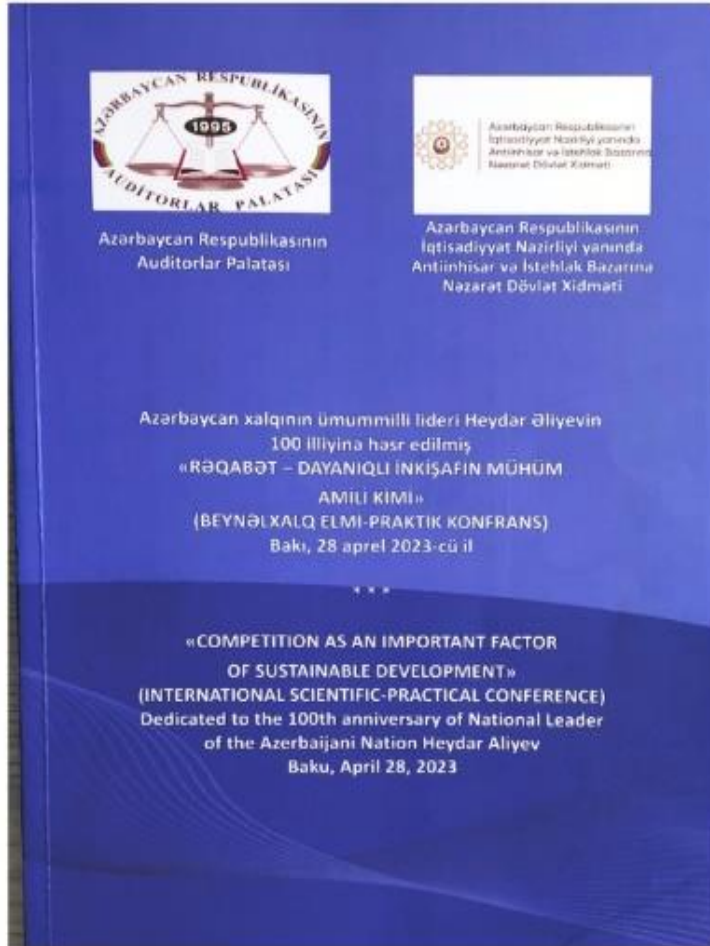 AZƏRBAYCAN RESPUBLİKASININ
1995
AUDİTORLAR PALATASI
Azərbaycan Respublikasının
İqtisadiyyat Nazirliyi yanında
Antiinhisar və İstehlak Bazarına
Nəzarət Dövlət Xidməti
Azərbaycan Respublikasının
Auditorlar Palatası
Azərbaycan Respublikasının
İqtisadiyyat Nazirliyi yanında
Antiinhisar və İstehlak Bazarına
Nəzarət Dövlət Xidməti
Azərbaycan xalqının ümummilli lideri Heydər Əliyevin
100 illiyinə həsr edilmiş
«RƏQABƏT – DAYANIQLI İNKİŞAFIN MÜHÜM
AMİLİ KİMİ»
(BEYNƏLXALQ ELMİ-PRAKTİK KONFRANS)
Bakı, 28 aprel 2023-cü il
* * *
«COMPETITION AS AN IMPORTANT FACTOR
OF SUSTAINABLE DEVELOPMENT»
(INTERNATIONAL SCIENTIFIC-PRACTICAL CONFERENCE)
Dedicated to the 100th anniversary of National Leader
of the Azerbaijani Nation Heydar Aliyev
Baku, April 28, 2023